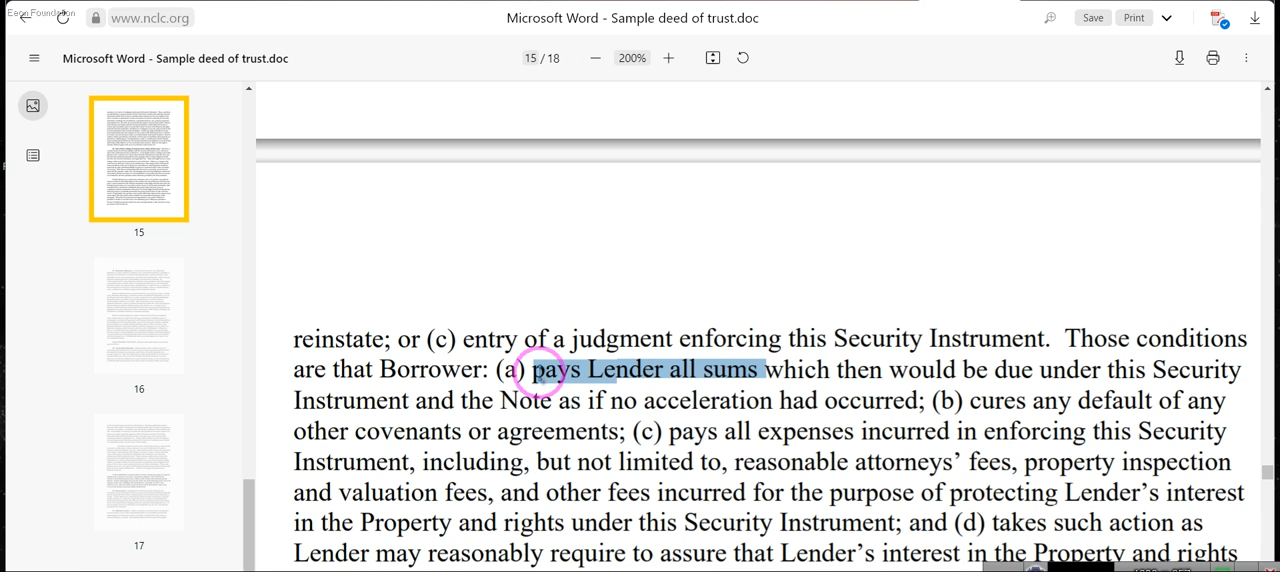 Eeon Foundation
www.nclc.org
Microsoft Word - Sample deed of trust.doc
Save
Print
Microsoft Word - Sample deed of trust.doc
15 / 18
200%
15
16
17
reinstate; or (c) entry of a judgment enforcing this Security Instrument. Those conditions
are that Borrower: (a) pays Lender all sums which then would be due under this Security
Instrument and the Note as if no acceleration had occurred; (b) cures any default of any
other covenants or agreements; (c) pays all expenses incurred in enforcing this Security
Instrument, including, but not limited to, reasonable attorneys’ fees, property inspection
and valuation fees, and other fees incurred for the purpose of protecting Lender’s interest
in the Property and rights under this Security Instrument; and (d) takes such action as
Lender may reasonably require to assure that Lender’s interest in the Property and rights